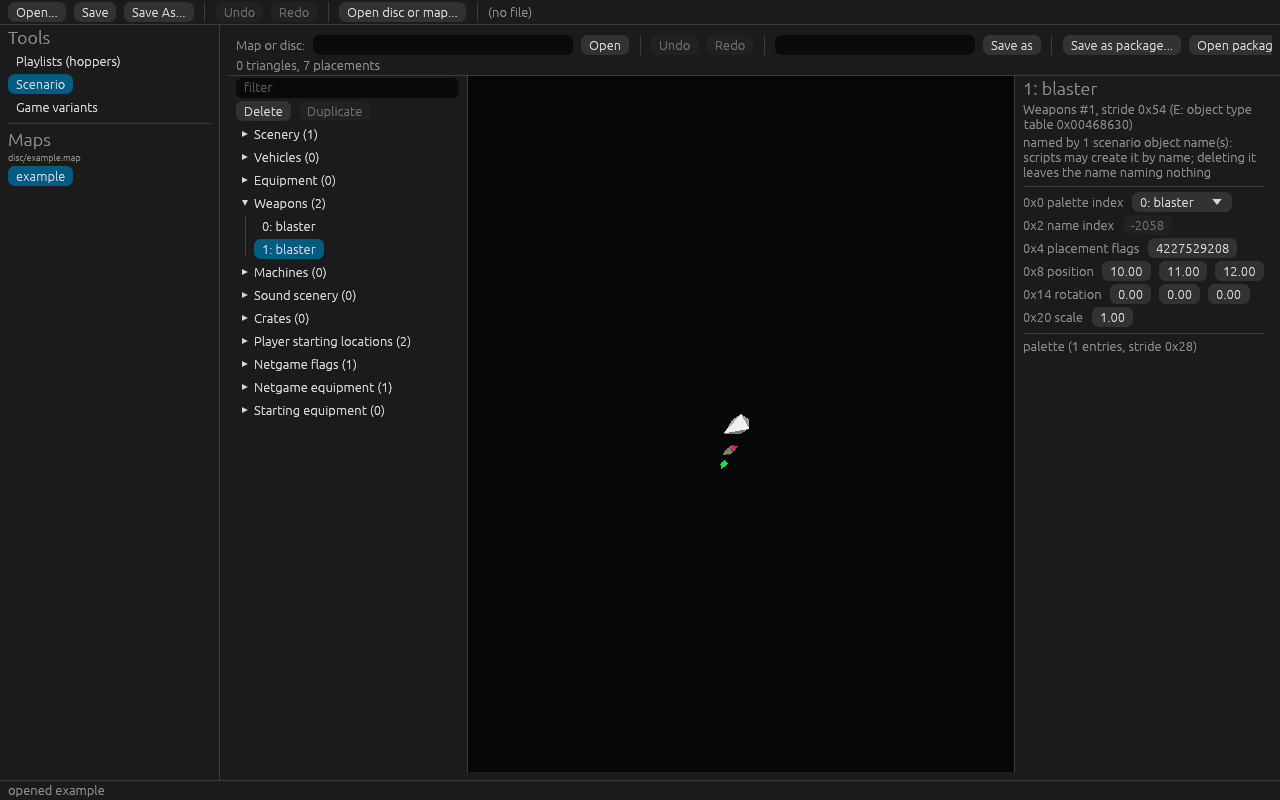 Open... Save Save As... Undo Redo Open disc or map... (no file)
Tools
Playlists (hoppers)
Scenario
Game variants
Maps
disc/example.map
example
Map or disc: Open Undo Redo Save as Save as package... Open packag
0 triangles, 7 placements
filter
Delete Duplicate
Scenery (1)
Vehicles (0)
Equipment (0)
Weapons (2)
0: blaster
1: blaster
Machines (0)
Sound scenery (0)
Crates (0)
Player starting locations (2)
Netgame flags (1)
Netgame equipment (1)
Starting equipment (0)
1: blaster
Weapons #1, stride 0x54 (E: object type
table 0x00468630)
named by 1 scenario object name(s):
scripts may create it by name; deleting it
leaves the name naming nothing
0x0 palette index 0: blaster
0x2 name index -2058
0x4 placement flags 4227529208
0x8 position 10.00 11.00 12.00
0x14 rotation 0.00 0.00 0.00
0x20 scale 1.00
palette (1 entries, stride 0x28)
opened example